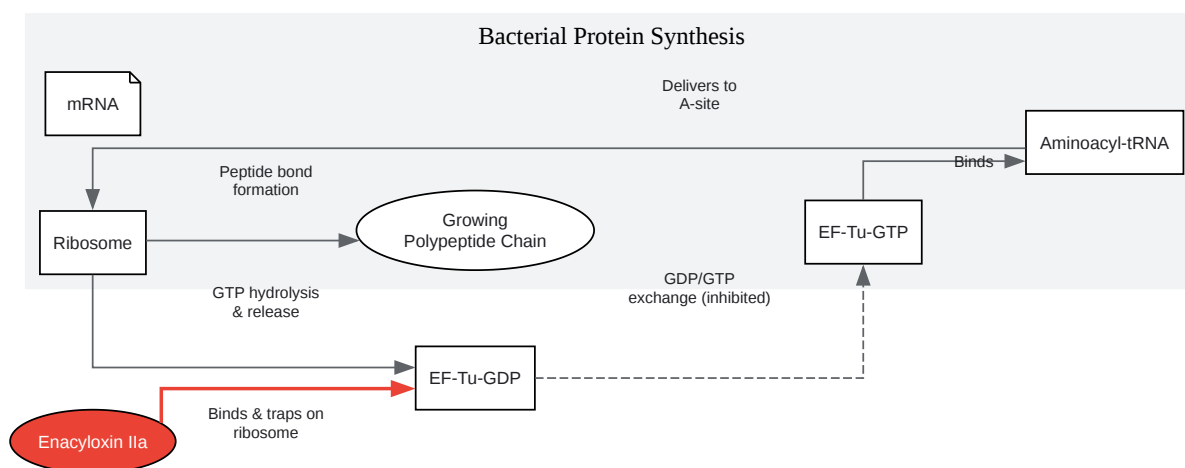 Bacterial Protein Synthesis
mRNA
Delivers to
A-site
Aminoacyl-tRNA
Binds
Peptide bond
formation
Growing
Polypeptide Chain
Ribosome
EF-Tu-GTP
GTP hydrolysis
& release
GDP/GTP
exchange (inhibited)
EF-Tu-GDP
Binds & traps on
ribosome
Enacyloxin IIa